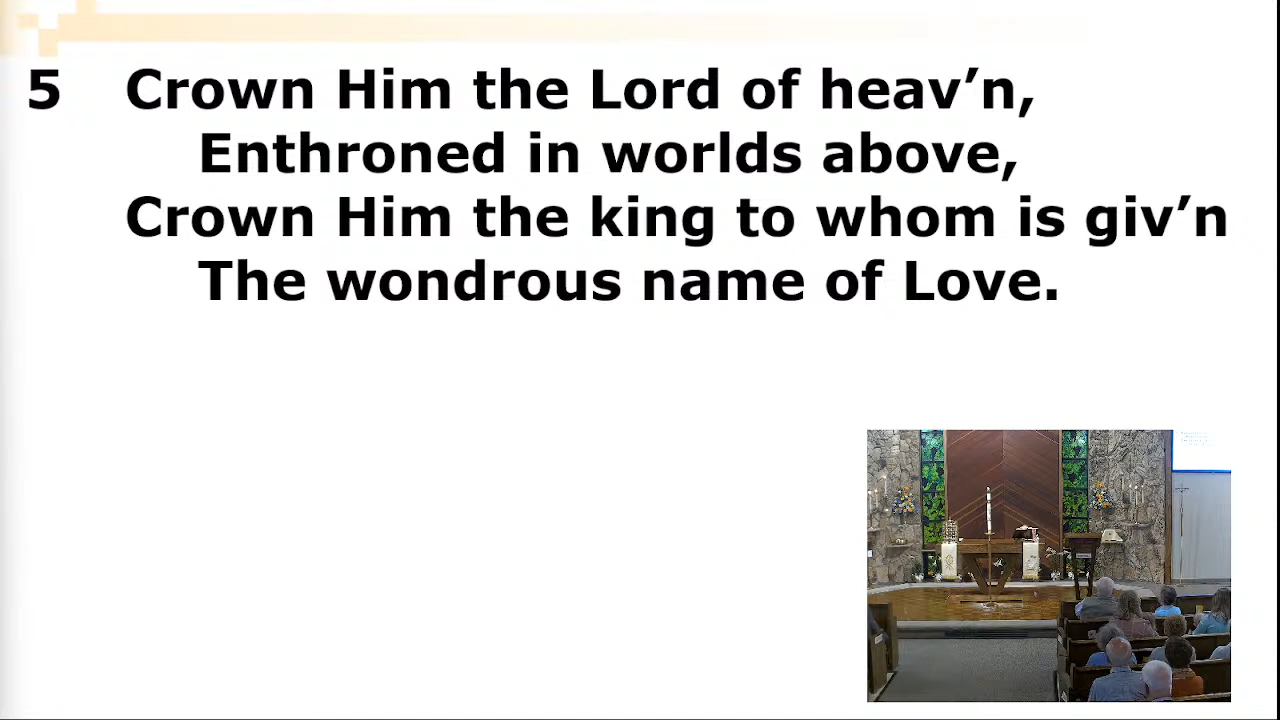 5 Crown Him the Lord of heav’n,
Enthroned in worlds above,
Crown Him the king to whom is giv’n
The wondrous name of Love.